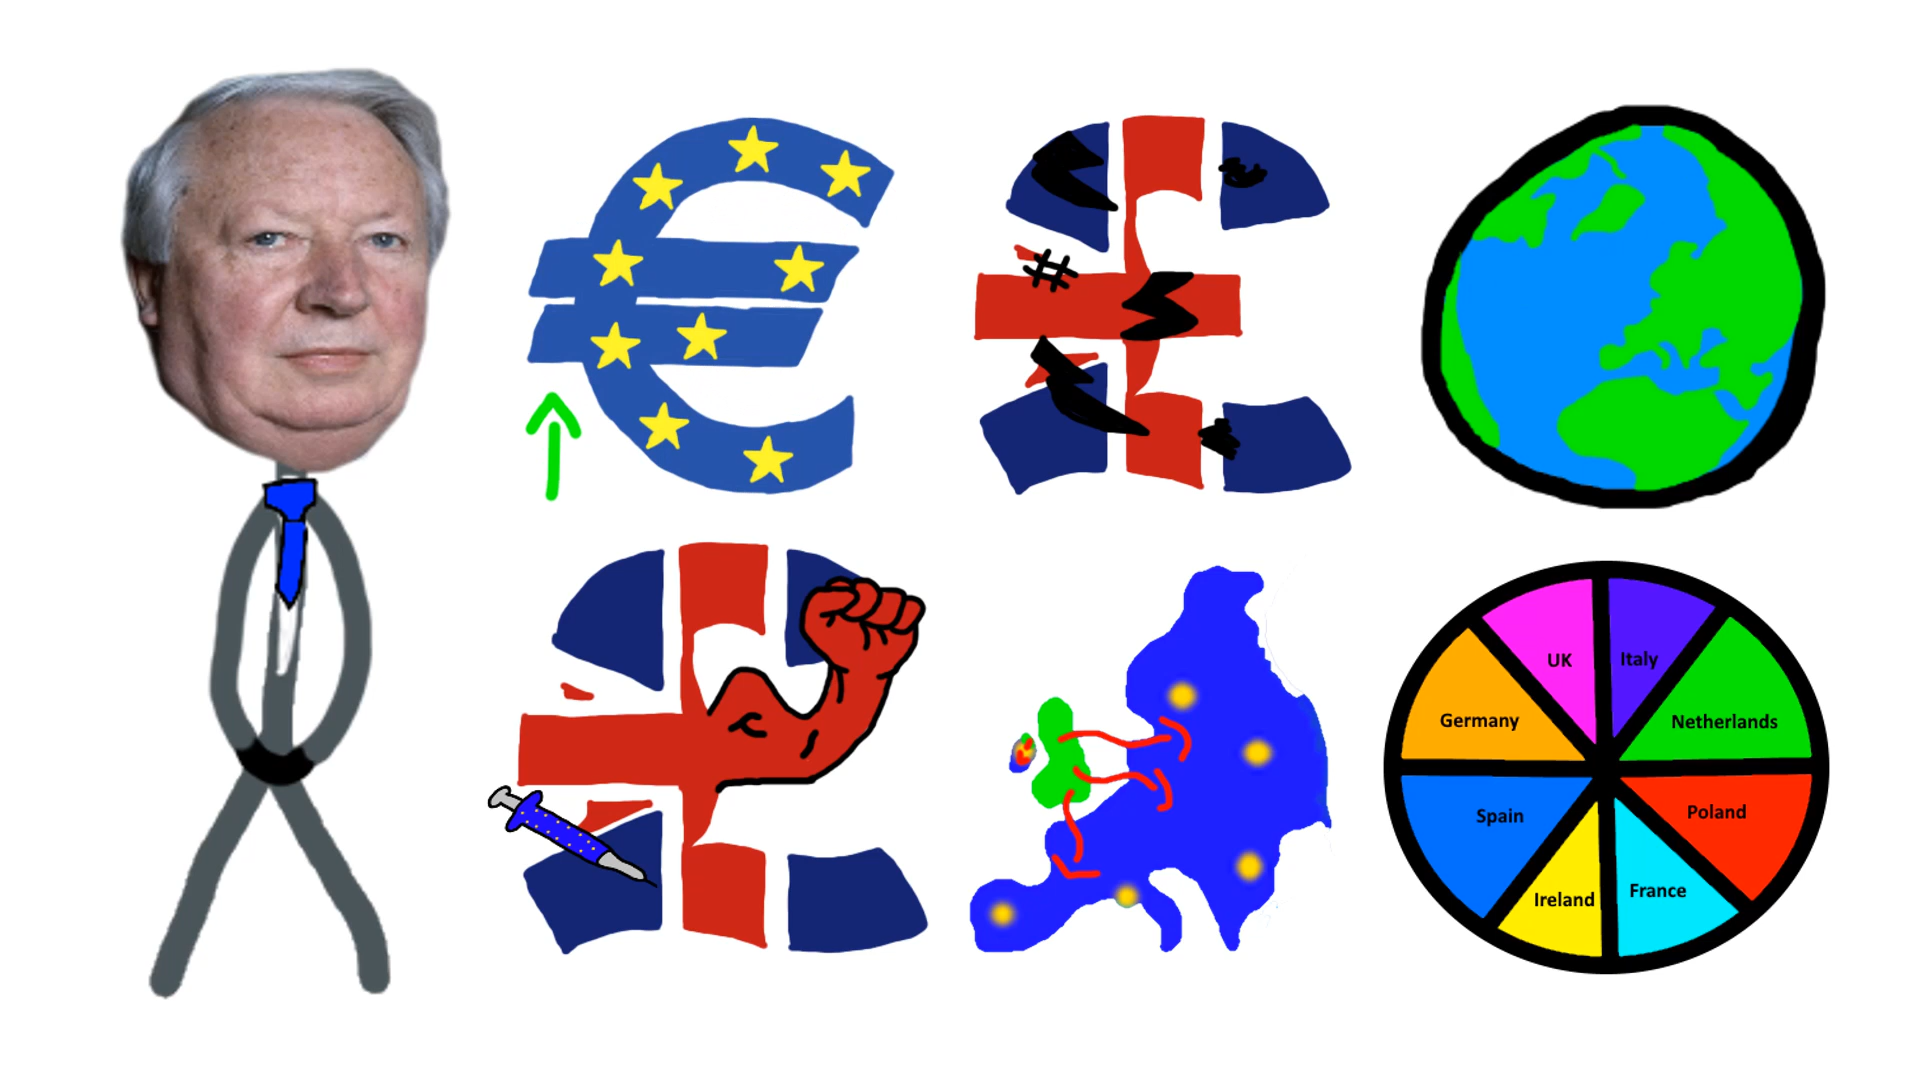 UK
Italy
Germany
Netherlands
Spain
Poland
Ireland
France